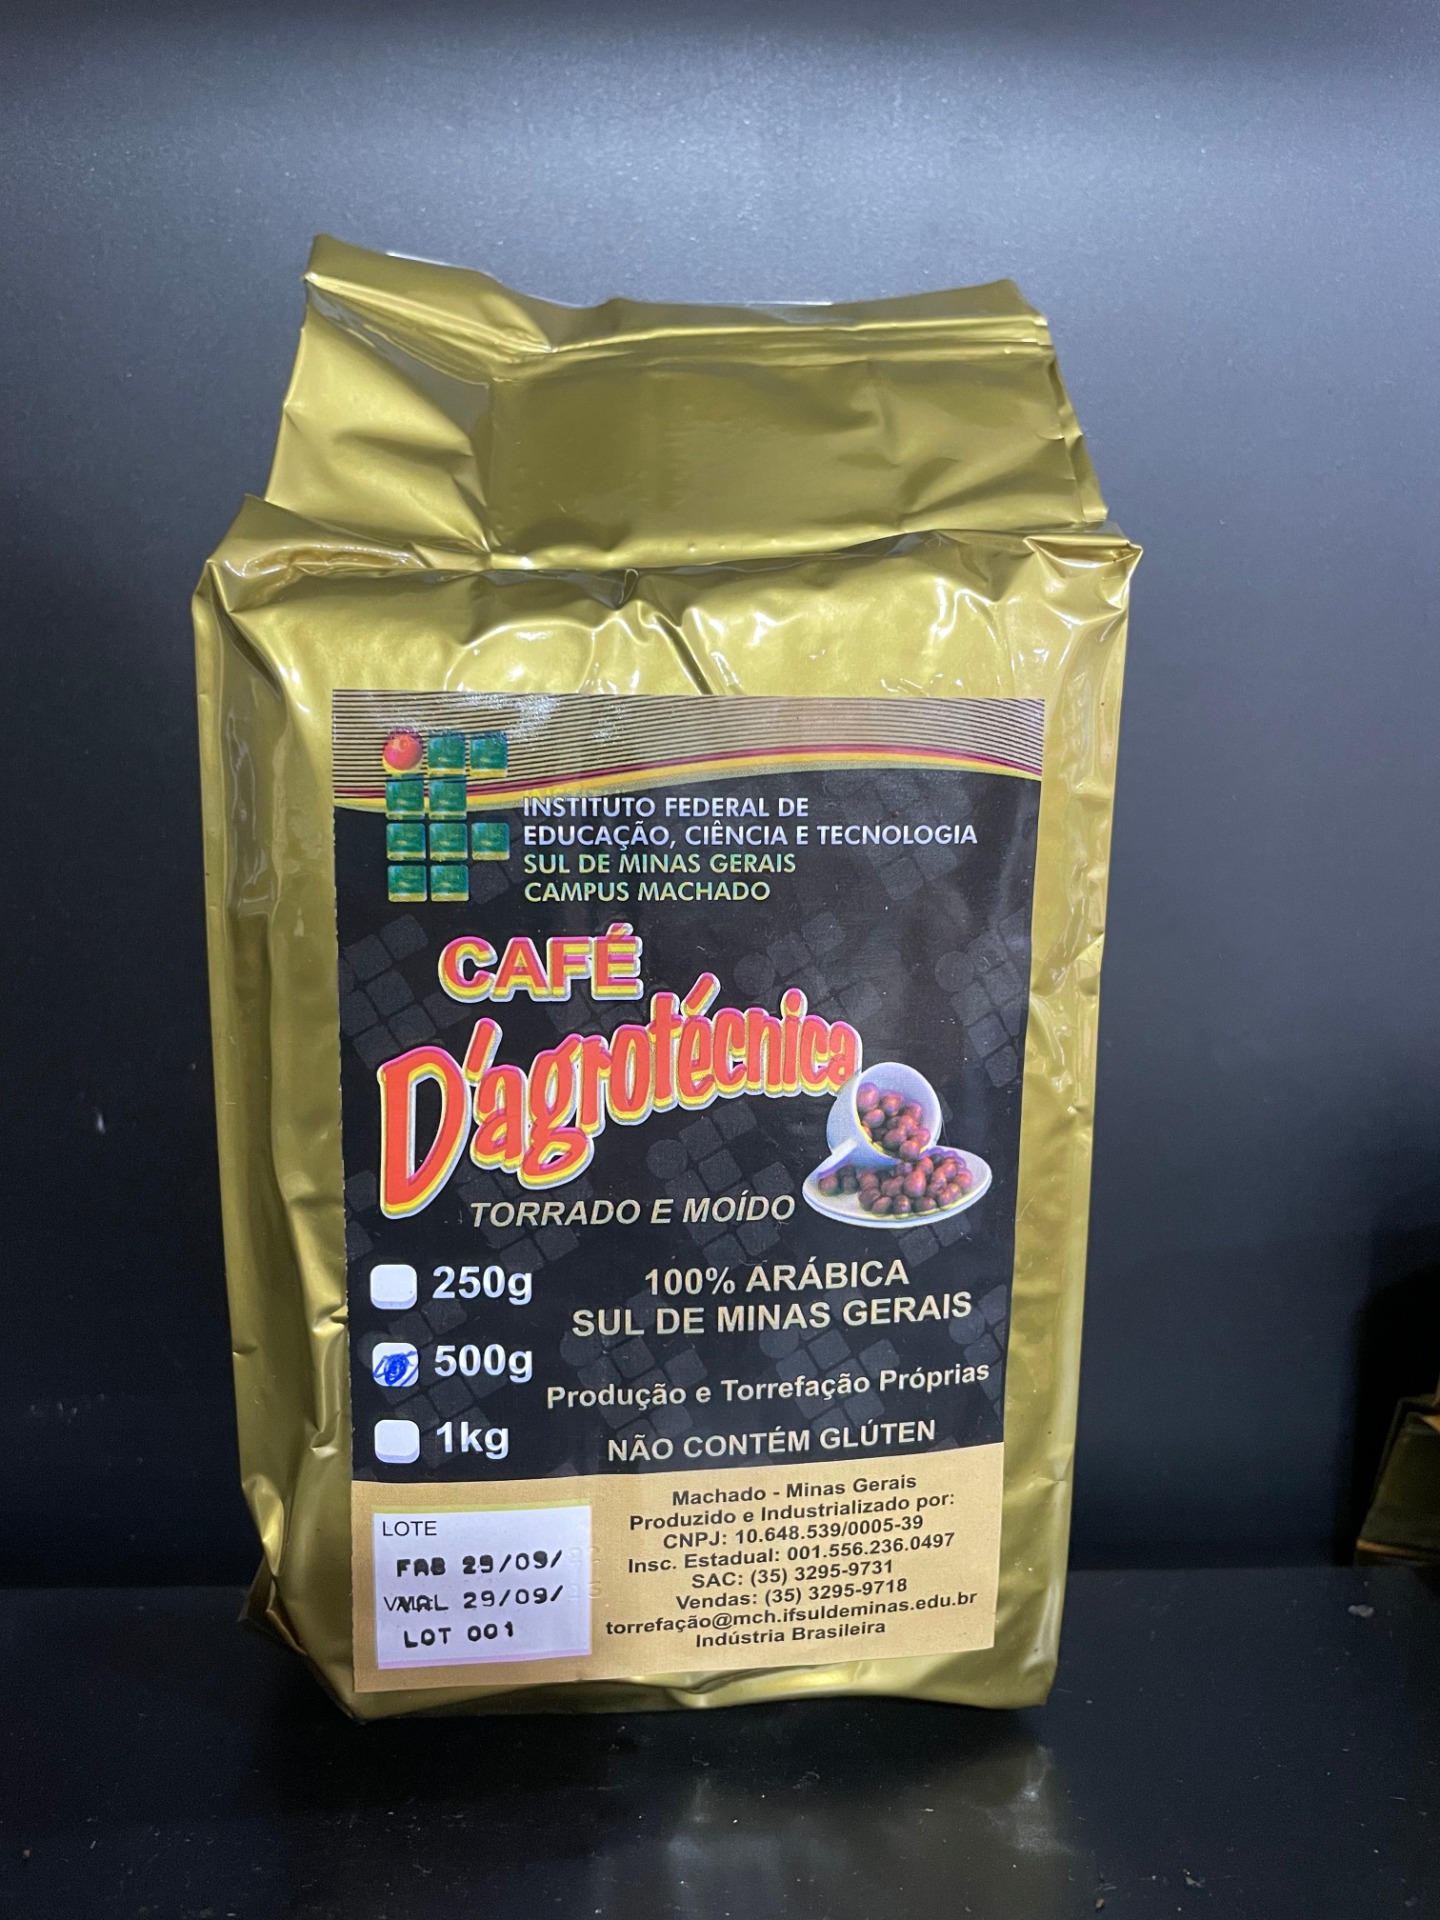 INSTITUTO FEDERAL DE
EDUCAÇÃO, CIÊNCIA E TECNOLOGIA
SUL DE MINAS GERAIS
CAMPUS MACHADO
CAFÉ
D'agrotécnica
TORRADO E MOÍDO
250g
500g
1kg
100% ARÁBICA
SUL DE MINAS GERAIS
Produção e Torrefação Próprias
NÃO CONTÉM GLÚTEN
LOTE
FAB 29/09/
VAL 29/09/
LOT 001
Machado - Minas Gerais
Produzido e Industrializado por:
CNPJ: 10.648.539/0005-39
Insc. Estadual: 001.556.236.0497
SAC: (35) 3295-9731
Vendas: (35) 3295-9718
torrefação@mch.ifsuldeminas.edu.br
Indústria Brasileira